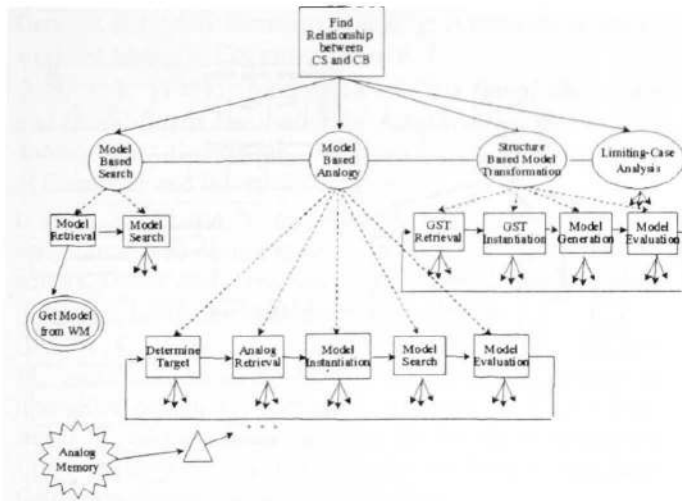 Find
Relationship
between
CS and CB
Model
Based
Search
Model
Based
Analogy
Structure
Based Model
Transformation
Limiting-Case
Analysis
Model
Retrieval
Model
Search
GST
Retrieval
GST
Instantiation
Model
Generation
Model
Evaluation
Get Model
from WM
Determine
Target
Analog
Retrieval
Model
Instantiation
Model
Search
Model
Evaluation
. . .
Analog
Memory